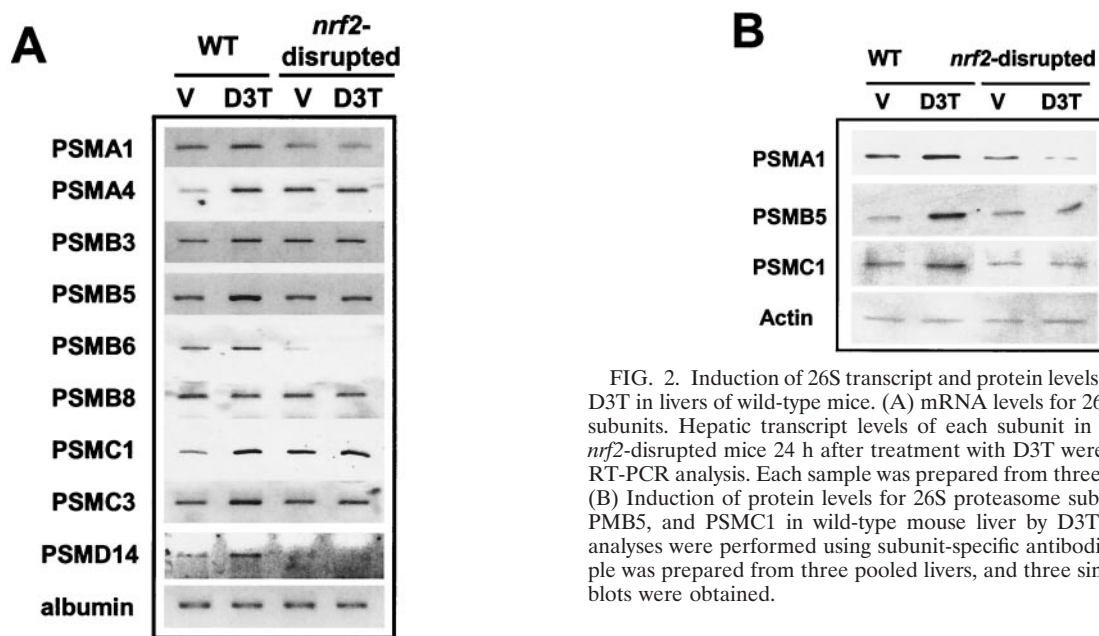 A
WT
nrf2-
disrupted
V D3T V D3T
PSMA1
PSMA4
PSMB3
PSMB5
PSMB6
PSMB8
PSMC1
PSMC3
PSMD14
albumin
B
WT nrf2-disrupted
V D3T V D3T
PSMA1
PSMB5
PSMC1
Actin
FIG. 2. Induction of 26S transcript and protein levels
D3T in livers of wild-type mice. (A) mRNA levels for 26
subunits. Hepatic transcript levels of each subunit in
nrf2-disrupted mice 24 h after treatment with D3T were
RT-PCR analysis. Each sample was prepared from three
(B) Induction of protein levels for 26S proteasome sub
PMB5, and PSMC1 in wild-type mouse liver by D3T
analyses were performed using subunit-specific antibodi
ple was prepared from three pooled livers, and three sin
blots were obtained.